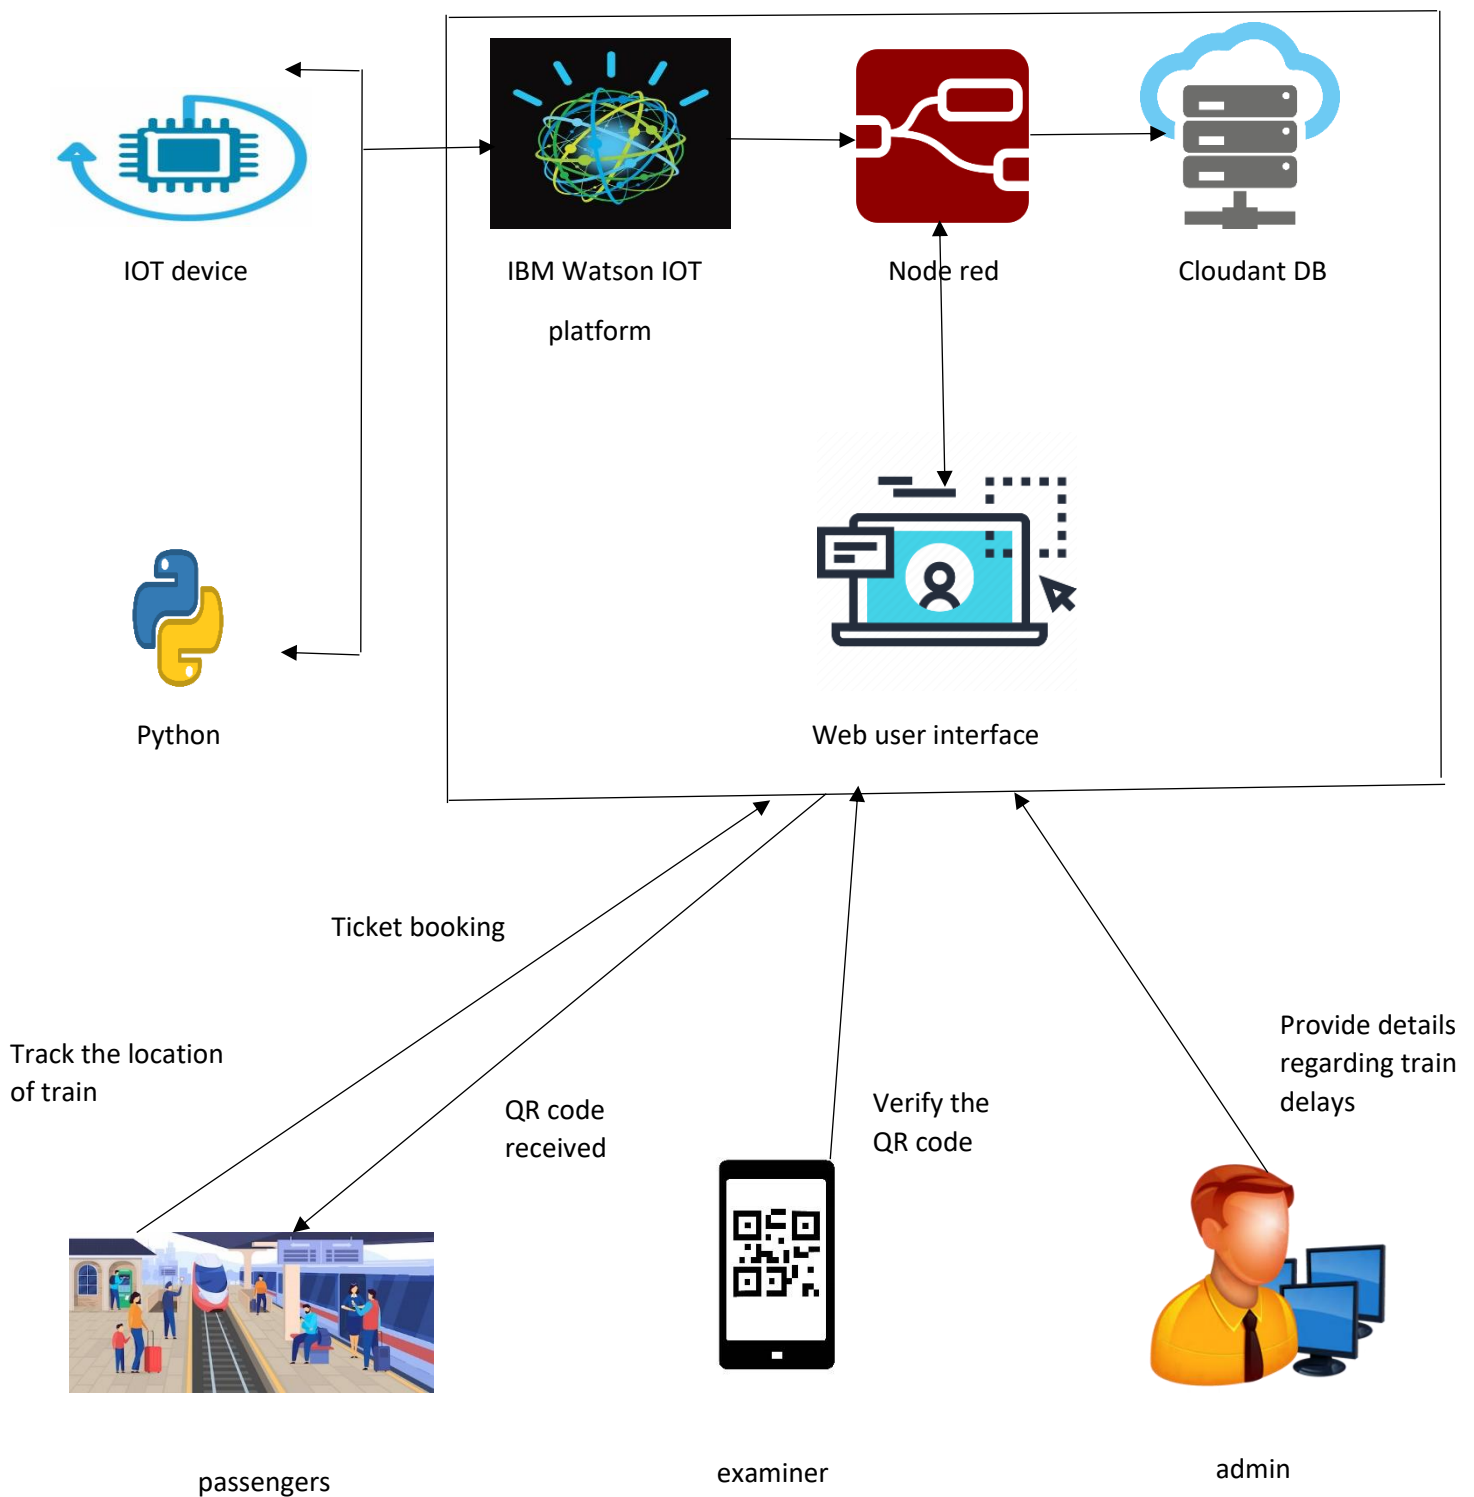 IOT device
IBM Watson IOT
platform
Node red
Cloudant DB
Python
Web user interface
Ticket booking
Track the location
of train
QR code
received
Verify the
QR code
Provide details
regarding train
delays
passengers
examiner
admin